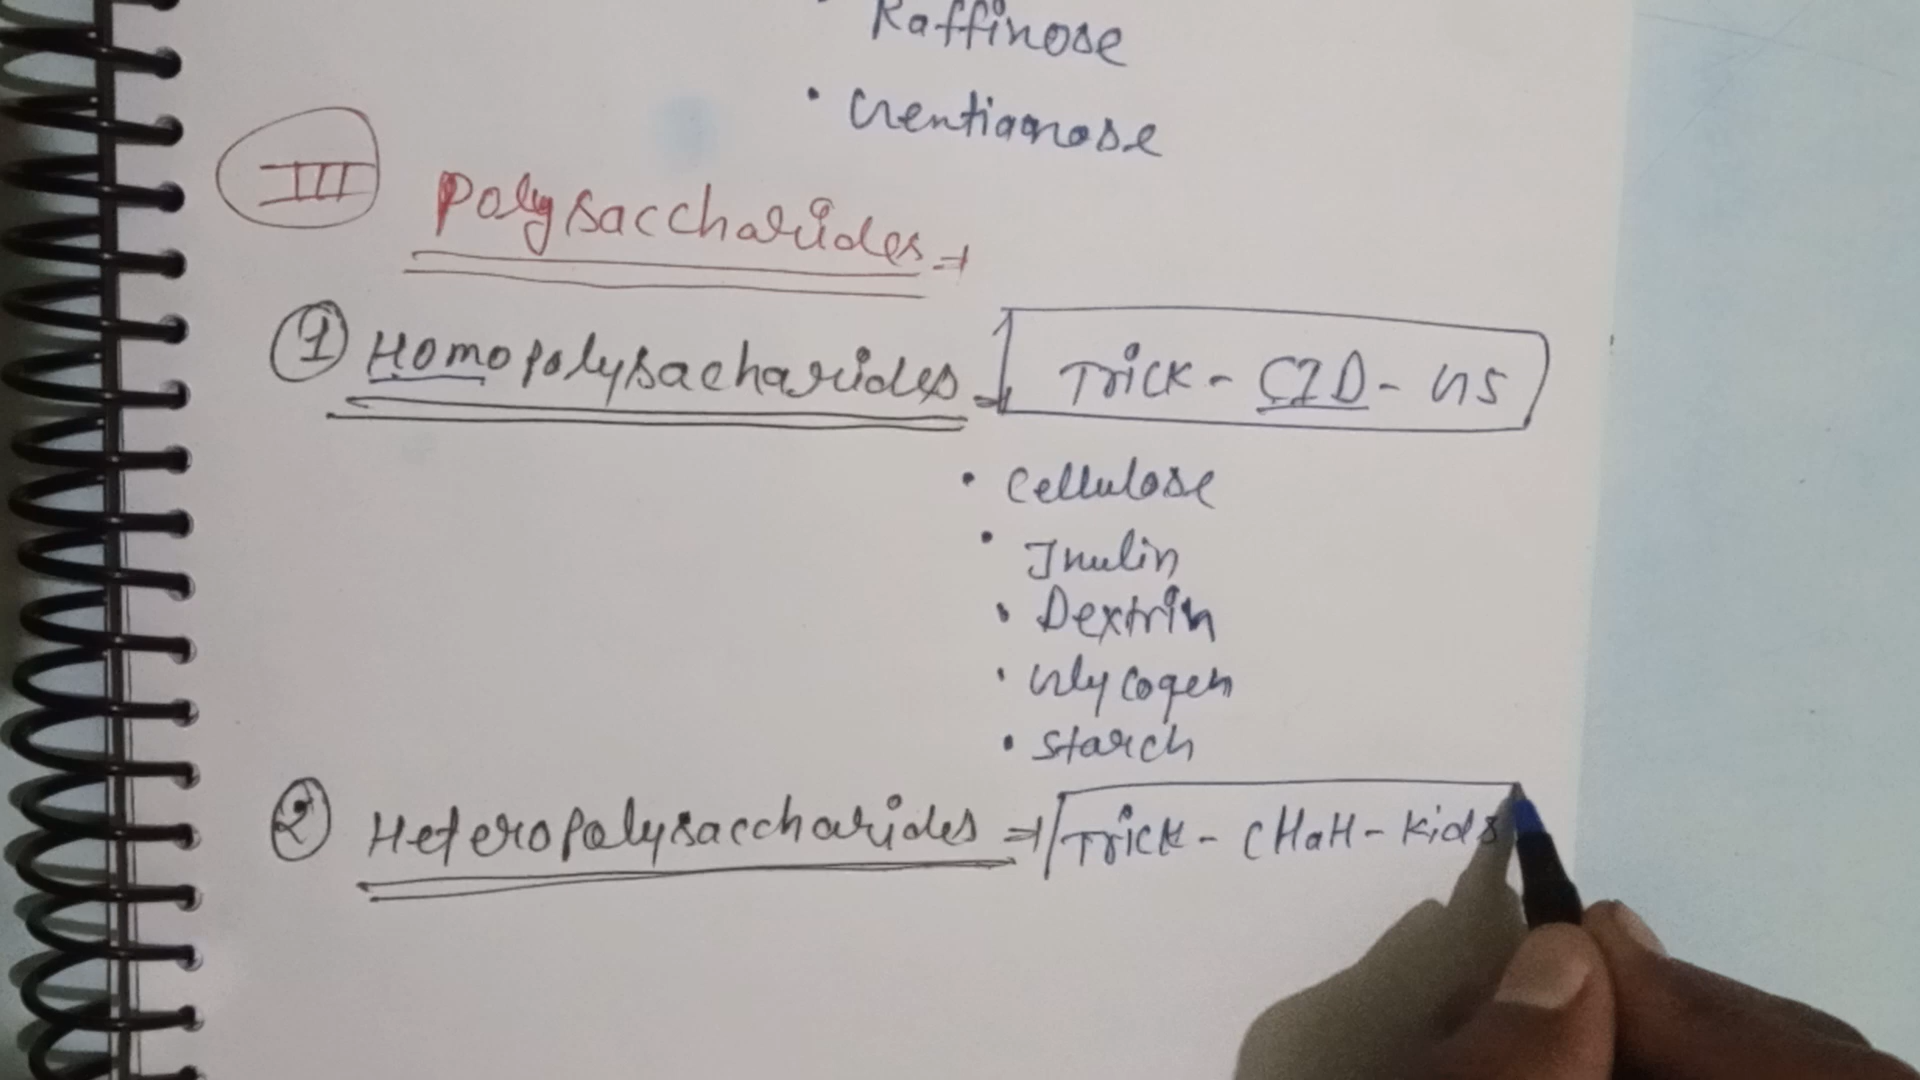 Raffinose
• Gentianose
III Polysaccharides ⇒
① Homopolysacharides ⇒ Trick - CID - GS
• Cellulose
• Inulin
• Dextrin
• Glycogen
• Starch
② Heteropolysaccharides ⇒ Trick - CHaH - Kids